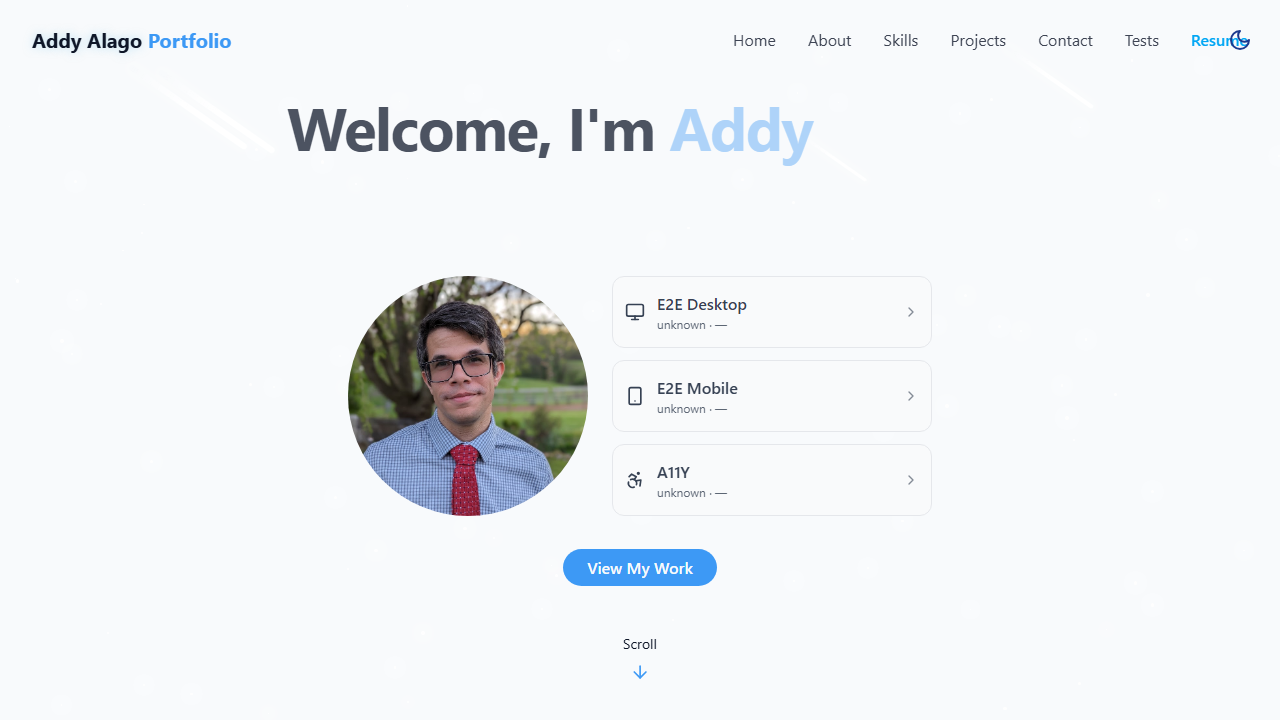 Addy Alago Portfolio
Home About Skills Projects Contact Tests Resume
Welcome, I'm Addy
E2E Desktop
unknown · —
E2E Mobile
unknown · —
A11Y
unknown · —
View My Work
Scroll